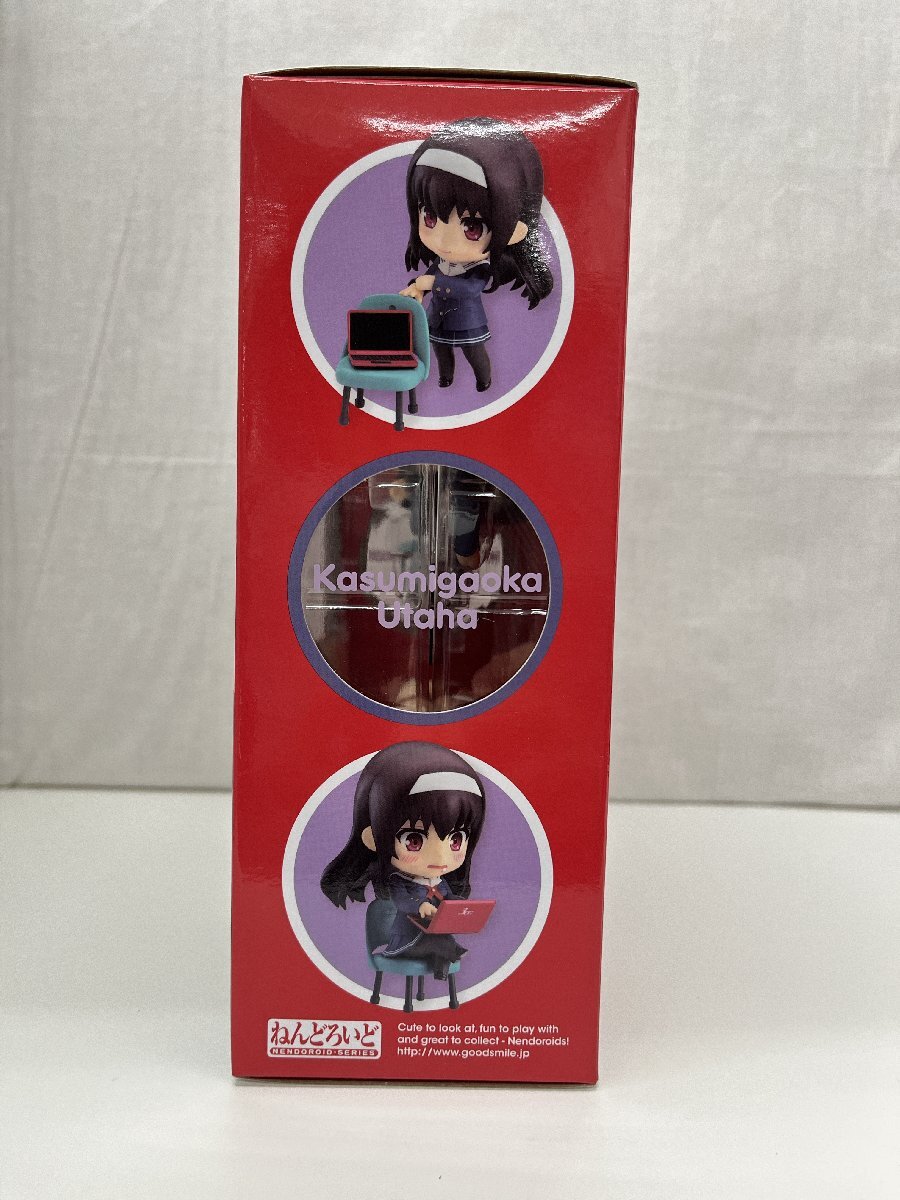 Kasumigaoka
Utaha
ねんどろいど
NENDOROID·SERIES
Cute to look at, fun to play with
and great to collect - Nendoroids!
http://www.goodsmile.jp